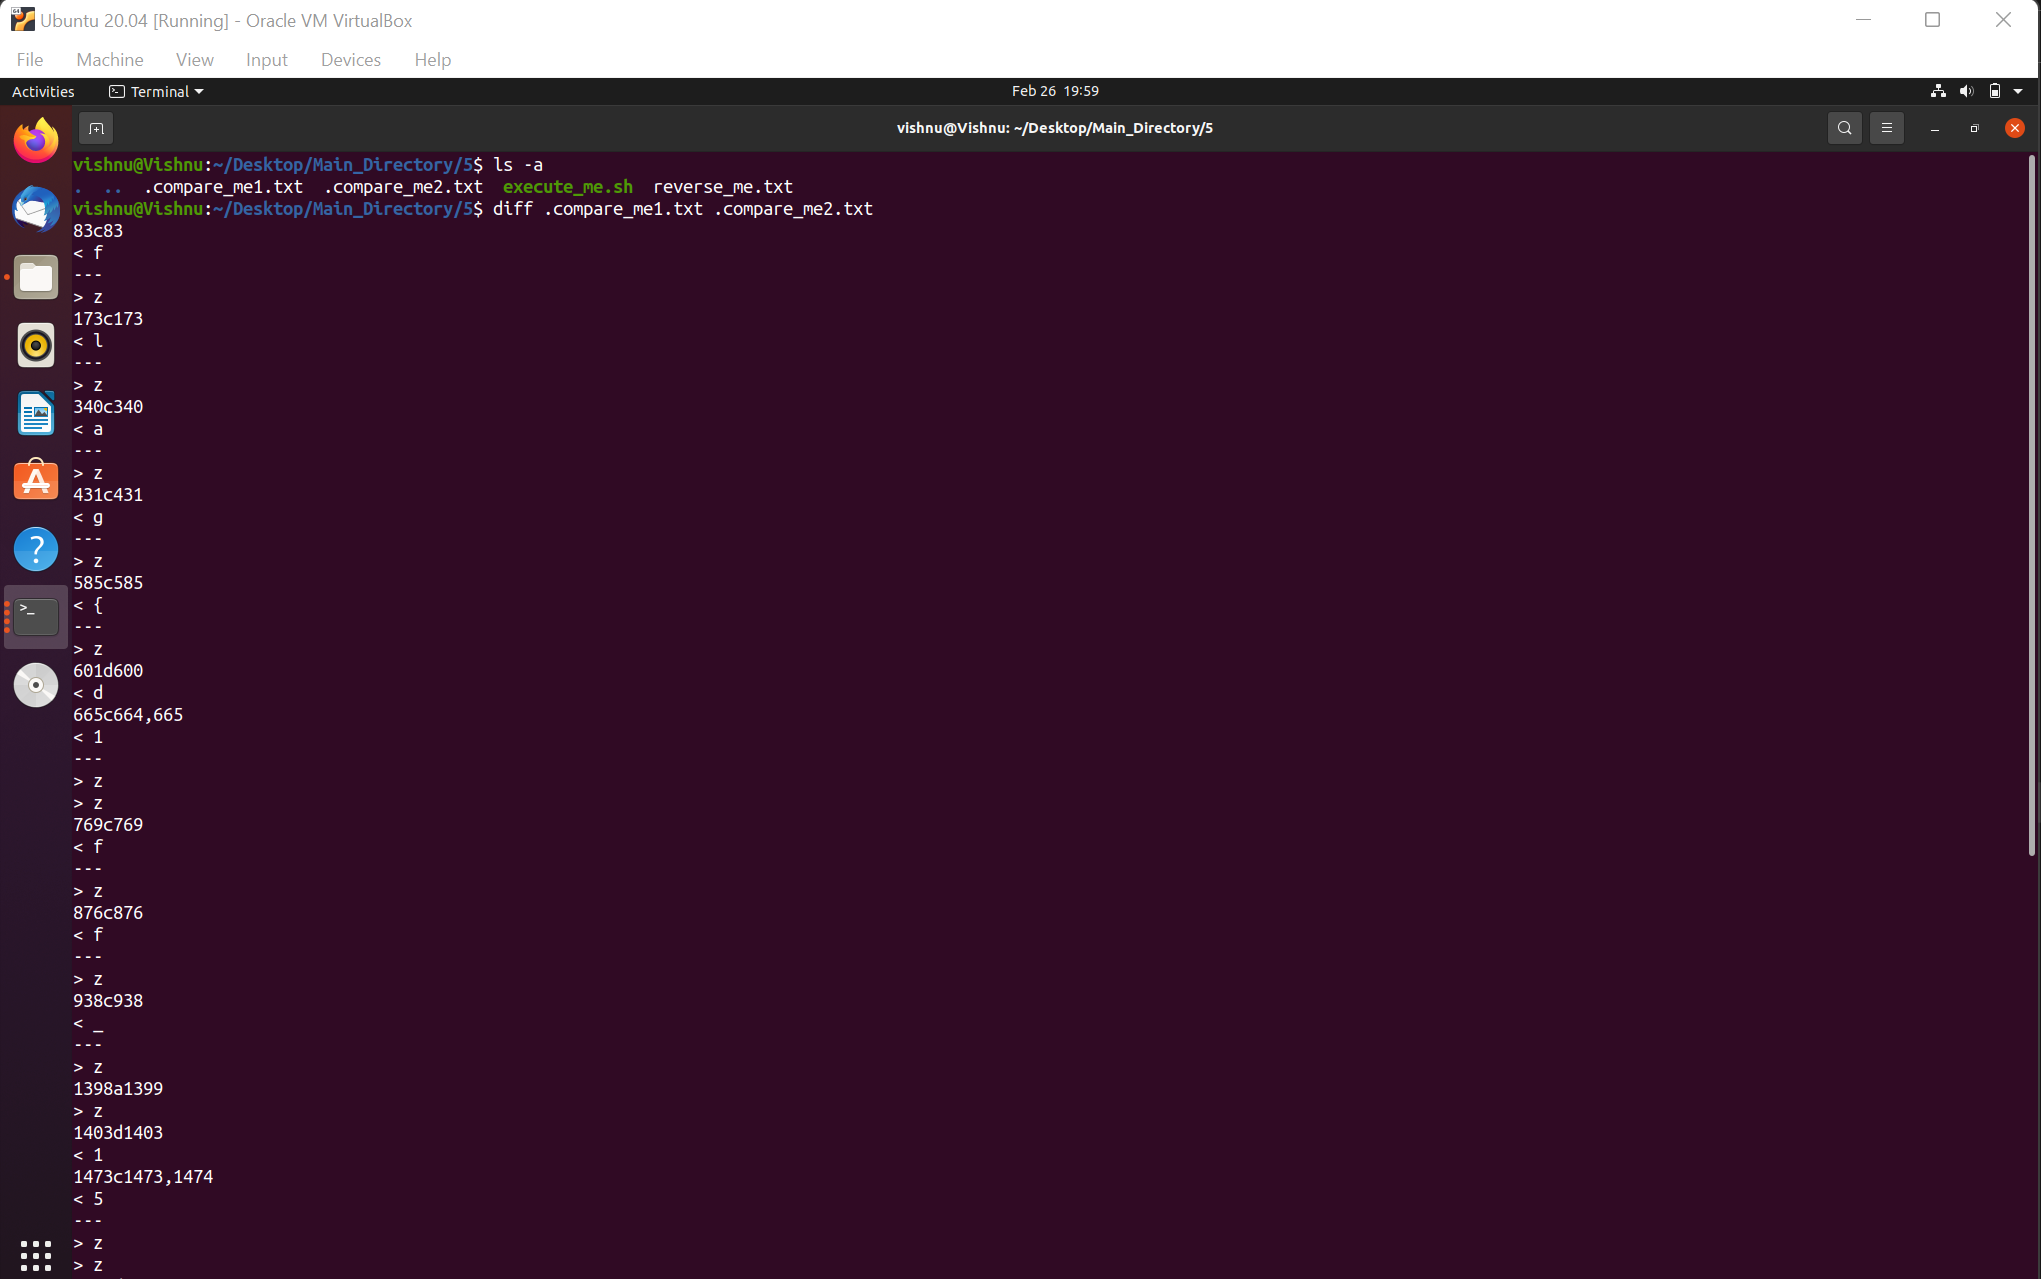 Ubuntu 20.04 [Running] - Oracle VM VirtualBox
File Machine View Input Devices Help
Activities Terminal Feb 26 19:59
vishnu@Vishnu: ~/Desktop/Main_Directory/5
vishnu@Vishnu:~/Desktop/Main_Directory/5$ ls -a
. .. .compare_me1.txt .compare_me2.txt execute_me.sh reverse_me.txt
vishnu@Vishnu:~/Desktop/Main_Directory/5$ diff .compare_me1.txt .compare_me2.txt
83c83
< f
---
> z
173c173
< l
---
> z
340c340
< a
---
> z
431c431
< g
---
> z
585c585
< {
---
> z
601d600
< d
665c664,665
< 1
---
> z
> z
769c769
< f
---
> z
876c876
< f
---
> z
938c938
< _
---
> z
1398a1399
> z
1403d1403
< 1
1473c1473,1474
< 5
---
> z
> z